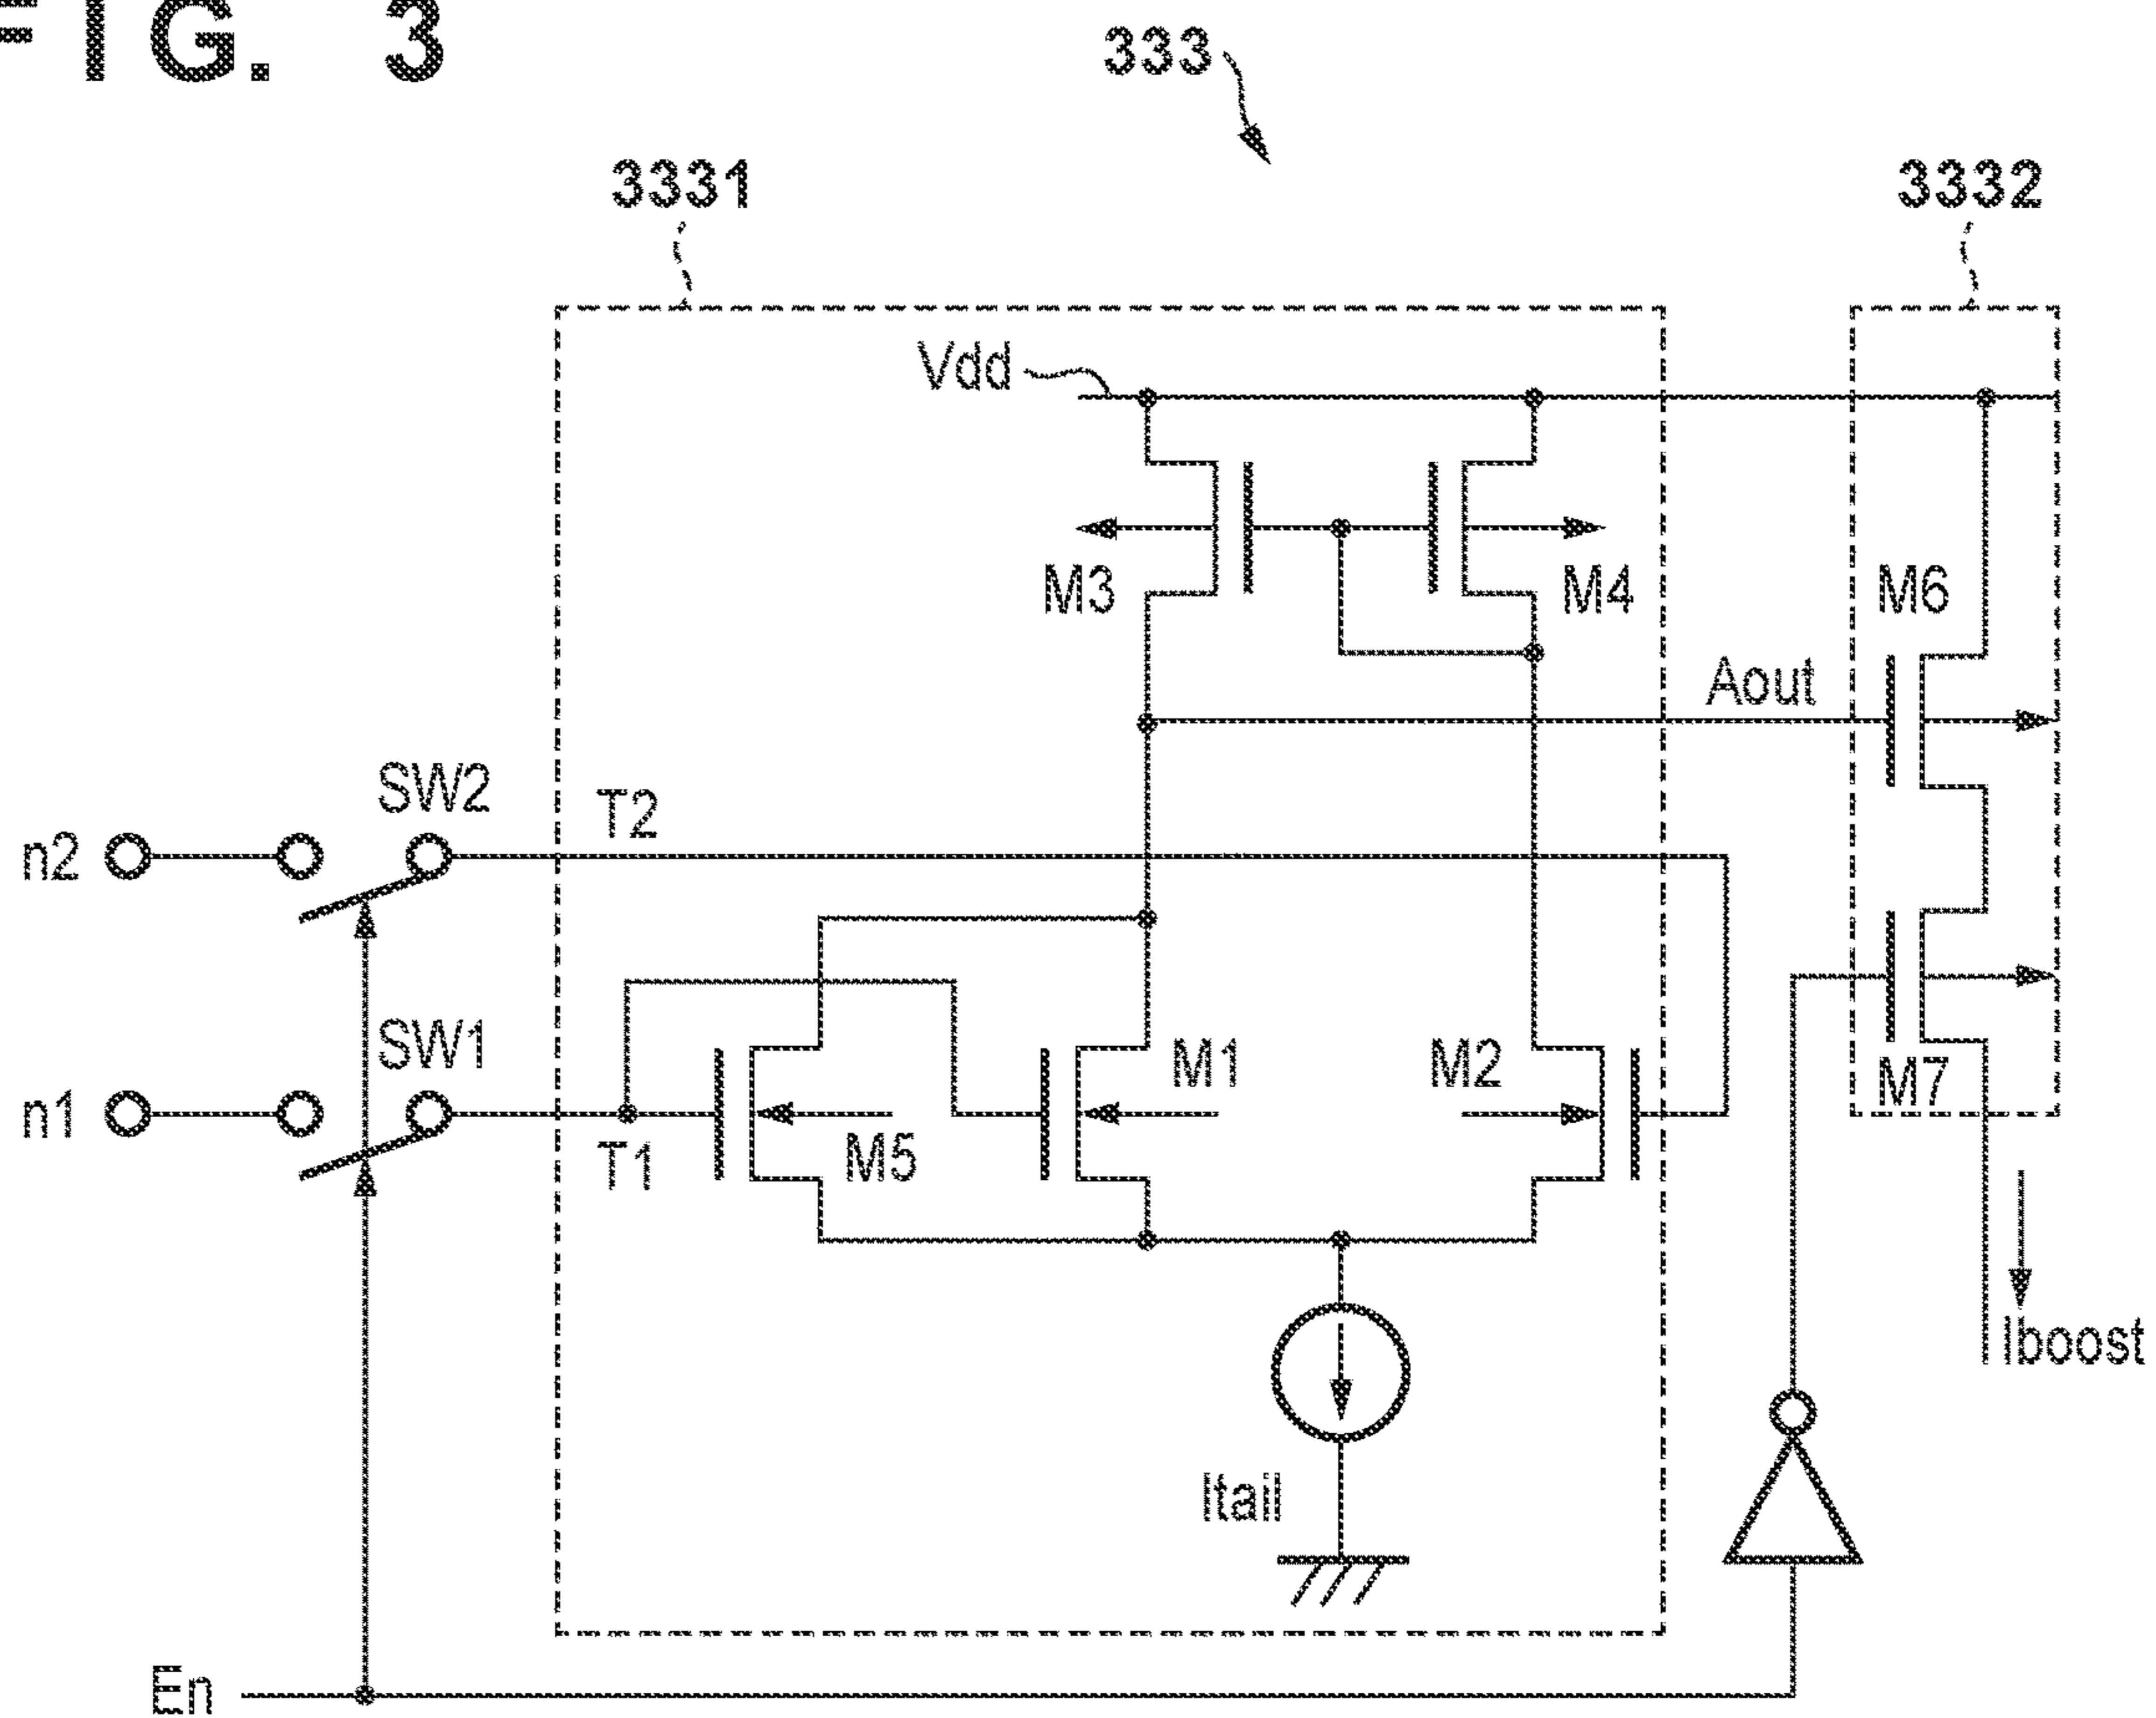 FIG. 3
333
3331
3332
Vdd
M3
M4
M6
Aout
SW2
T2
n2
SW1
M1
M2
M7
n1
T1
M5
Iboost
Itail
En